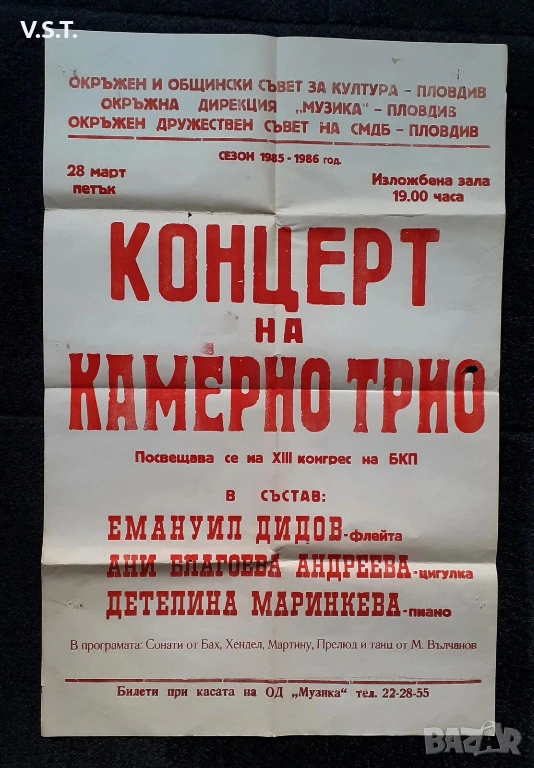 V.S.T.
ОКРЪЖЕН И ОБЩИНСКИ СЪВЕТ ЗА КУЛТУРА – ПЛОВДИВ
ОКРЪЖНА ДИРЕКЦИЯ „МУЗИКА“ – ПЛОВДИВ
ОКРЪЖЕН ДРУЖЕСТВЕН СЪВЕТ НА СМДБ – ПЛОВДИВ
СЕЗОН 1985 - 1986 год.
28 март
петък
Изложбена зала
19.00 часа
КОНЦЕРТ
НА
КАМЕРНО ТРИО
Посвещава се на XIII конгрес на БКП
В СЪСТАВ:
ЕМАНУИЛ ДИДОВ-флейта
АНИ БЛАГОЕВА АНДРЕЕВА-цигулка
ДЕТЕЛИНА МАРИНКЕВА-пиано
В програмата: Сонати от Бах, Хендел, Мартину, Прелюд и танц от М. Вълчанов
Билети при касата на ОД „Музика“ тел. 22-28-55
BAZAR